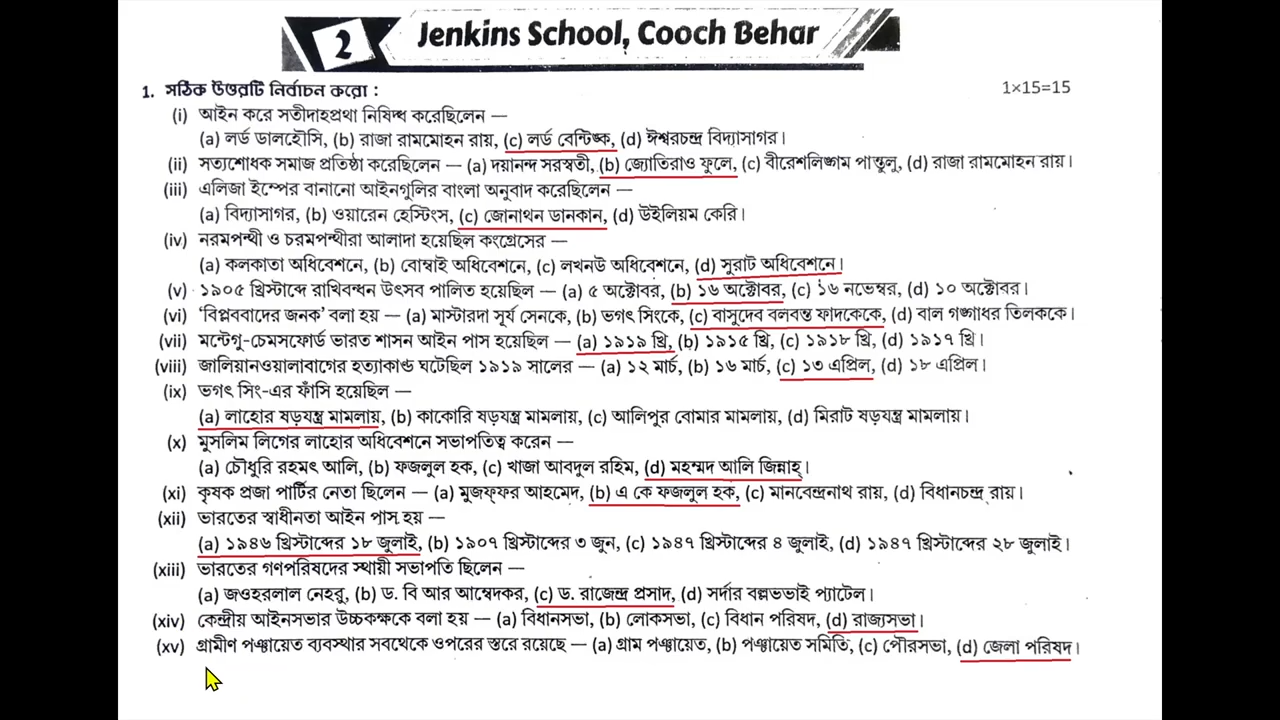 2
Jenkins School, Cooch Behar
1. সঠিক উত্তরটি নির্বাচন করো : 1×15=15
(i) আইন করে সতীদাহপ্রথা নিষিদ্ধ করেছিলেন —
(a) লর্ড ডালহৌসি, (b) রাজা রামমোহন রায়, (c) লর্ড বেন্টিঙ্ক, (d) ঈশ্বরচন্দ্র বিদ্যাসাগর।
(ii) সত্যশোধক সমাজ প্রতিষ্ঠা করেছিলেন — (a) দয়ানন্দ সরস্বতী, (b) জ্যোতিরাও ফুলে, (c) বীরেশলিঙ্গম পান্তুলু, (d) রাজা রামমোহন রায়।
(iii) এলিজা ইম্পের বানানো আইনগুলির বাংলা অনুবাদ করেছিলেন —
(a) বিদ্যাসাগর, (b) ওয়ারেন হেস্টিংস, (c) জোনাথন ডানকান, (d) উইলিয়ম কেরি।
(iv) নরমপন্থী ও চরমপন্থীরা আলাদা হয়েছিল কংগ্রেসের —
(a) কলকাতা অধিবেশনে, (b) বোম্বাই অধিবেশনে, (c) লখনউ অধিবেশনে, (d) সুরাট অধিবেশনে।
(v) ১৯০৫ খ্রিস্টাব্দে রাখিবন্ধন উৎসব পালিত হয়েছিল — (a) ৫ অক্টোবর, (b) ১৬ অক্টোবর, (c) ১৬ নভেম্বর, (d) ১০ অক্টোবর।
(vi) ‘বিপ্লববাদের জনক’ বলা হয় — (a) মাস্টারদা সূর্য সেনকে, (b) ভগৎ সিংকে, (c) বাসুদেব বলবন্ত ফাদকেকে, (d) বাল গঙ্গাধর তিলককে।
(vii) মন্টেগু-চেমসফোর্ড ভারত শাসন আইন পাস হয়েছিল — (a) ১৯১৯ খ্রি, (b) ১৯১৫ খ্রি, (c) ১৯১৮ খ্রি, (d) ১৯১৭ খ্রি।
(viii) জালিয়ানওয়ালাবাগের হত্যাকাণ্ড ঘটেছিল ১৯১৯ সালের — (a) ১২ মার্চ, (b) ১৬ মার্চ, (c) ১৩ এপ্রিল, (d) ১৮ এপ্রিল।
(ix) ভগৎ সিং-এর ফাঁসি হয়েছিল —
(a) লাহোর ষড়যন্ত্র মামলায়, (b) কাকোরি ষড়যন্ত্র মামলায়, (c) আলিপুর বোমার মামলায়, (d) মিরাট ষড়যন্ত্র মামলায়।
(x) মুসলিম লিগের লাহোর অধিবেশনে সভাপতিত্ব করেন —
(a) চৌধুরি রহমৎ আলি, (b) ফজলুল হক, (c) খাজা আবদুল রহিম, (d) মহম্মদ আলি জিন্নাহ্।
(xi) কৃষক প্রজা পার্টির নেতা ছিলেন — (a) মুজফ্‌ফর আহমেদ, (b) এ কে ফজলুল হক, (c) মানবেন্দ্রনাথ রায়, (d) বিধানচন্দ্র রায়।
(xii) ভারতের স্বাধীনতা আইন পাস হয় —
(a) ১৯৪৬ খ্রিস্টাব্দের ১৮ জুলাই, (b) ১৯০৭ খ্রিস্টাব্দের ৩ জুন, (c) ১৯৪৭ খ্রিস্টাব্দের ৪ জুলাই, (d) ১৯৪৭ খ্রিস্টাব্দের ২৮ জুলাই।
(xiii) ভারতের গণপরিষদের স্থায়ী সভাপতি ছিলেন —
(a) জওহরলাল নেহরু, (b) ড. বি আর আম্বেদকর, (c) ড. রাজেন্দ্র প্রসাদ, (d) সর্দার বল্লভভাই প্যাটেল।
(xiv) কেন্দ্রীয় আইনসভার উচ্চকক্ষকে বলা হয় — (a) বিধানসভা, (b) লোকসভা, (c) বিধান পরিষদ, (d) রাজ্যসভা।
(xv) গ্রামীণ পঞ্চায়েত ব্যবস্থার সবথেকে ওপরের স্তরে রয়েছে — (a) গ্রাম পঞ্চায়েত, (b) পঞ্চায়েত সমিতি, (c) পৌরসভা, (d) জেলা পরিষদ।